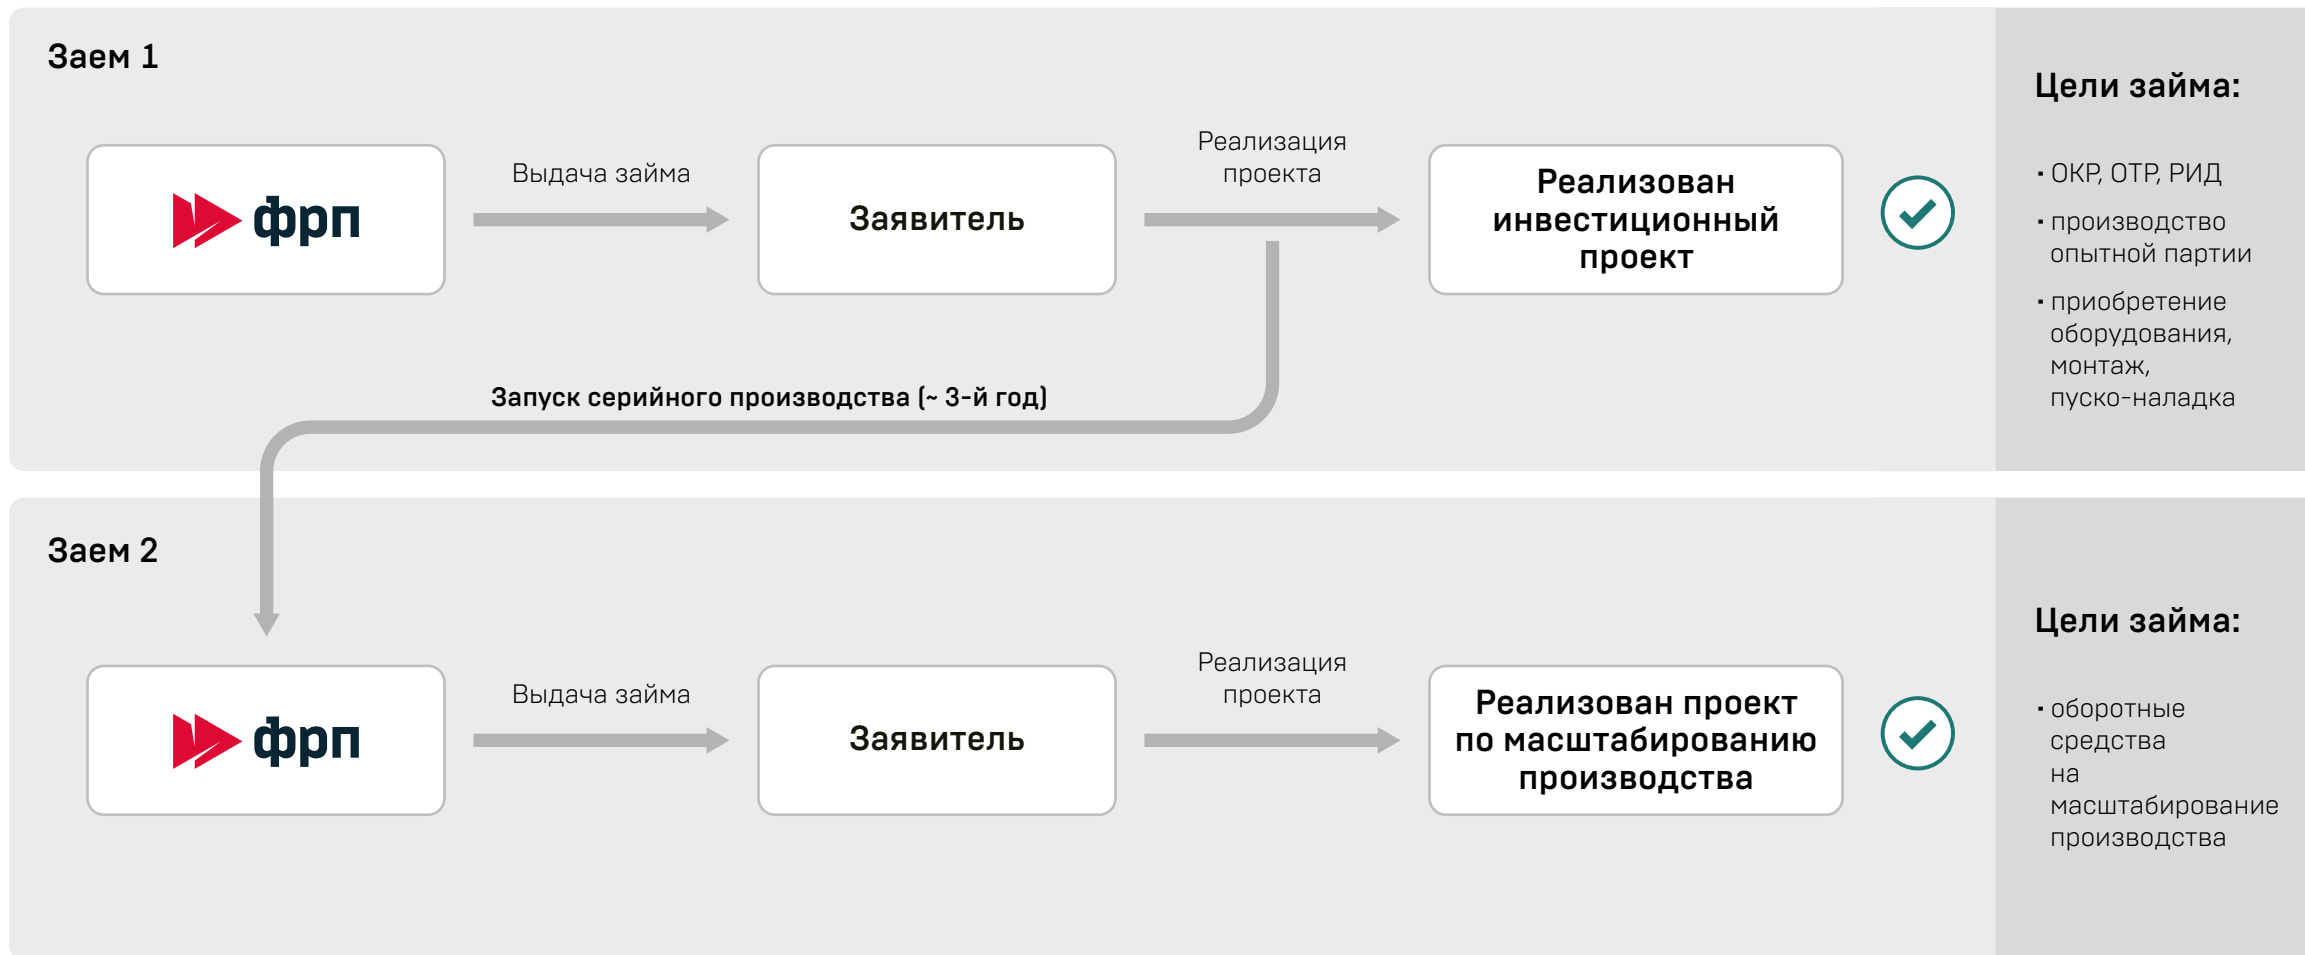 Заем 1
фрп
Выдача займа
Заявитель
Реализация
проекта
Реализован
инвестиционный
проект
Запуск серийного производства (~ 3-й год)
Цели займа:
▪ ОКР, ОТР, РИД
▪ производство
опытной партии
▪ приобретение
оборудования,
монтаж,
пуско-наладка
Заем 2
фрп
Выдача займа
Заявитель
Реализация
проекта
Реализован проект
по масштабированию
производства
Цели займа:
▪ оборотные
средства
на
масштабирование
производства